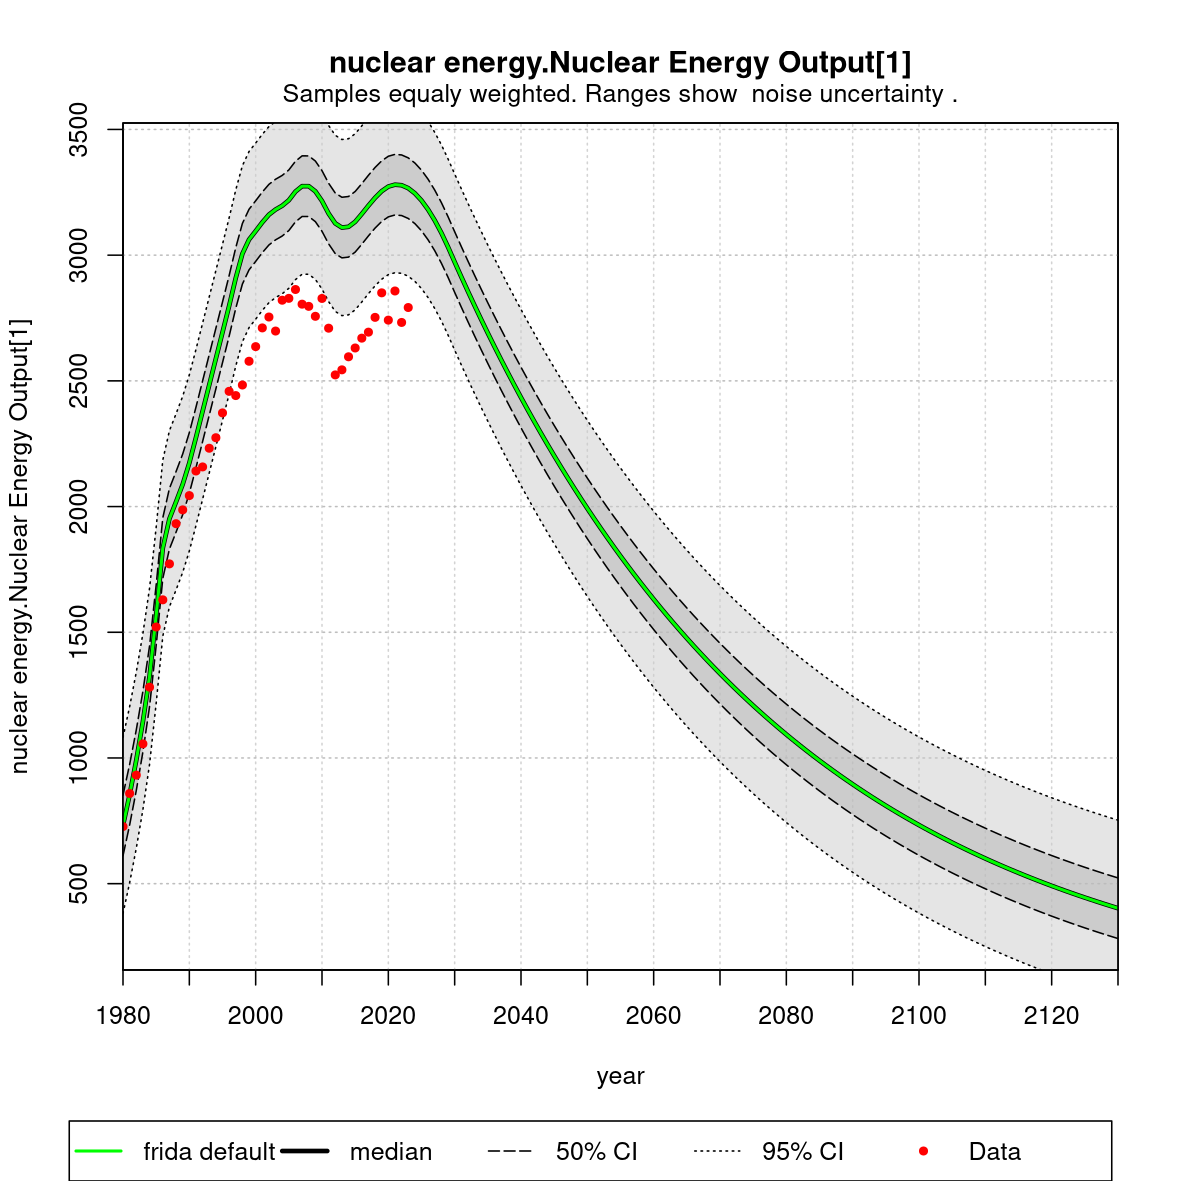 nuclear energy.Nuclear Energy Output[1]
Samples equaly weighted. Ranges show  noise uncertainty .
nuclear energy.Nuclear Energy Output[1]
3500
3000
2500
2000
1500
1000
500
1980 2000 2020 2040 2060 2080 2100 2120
year
frida default median 50% CI 95% CI Data